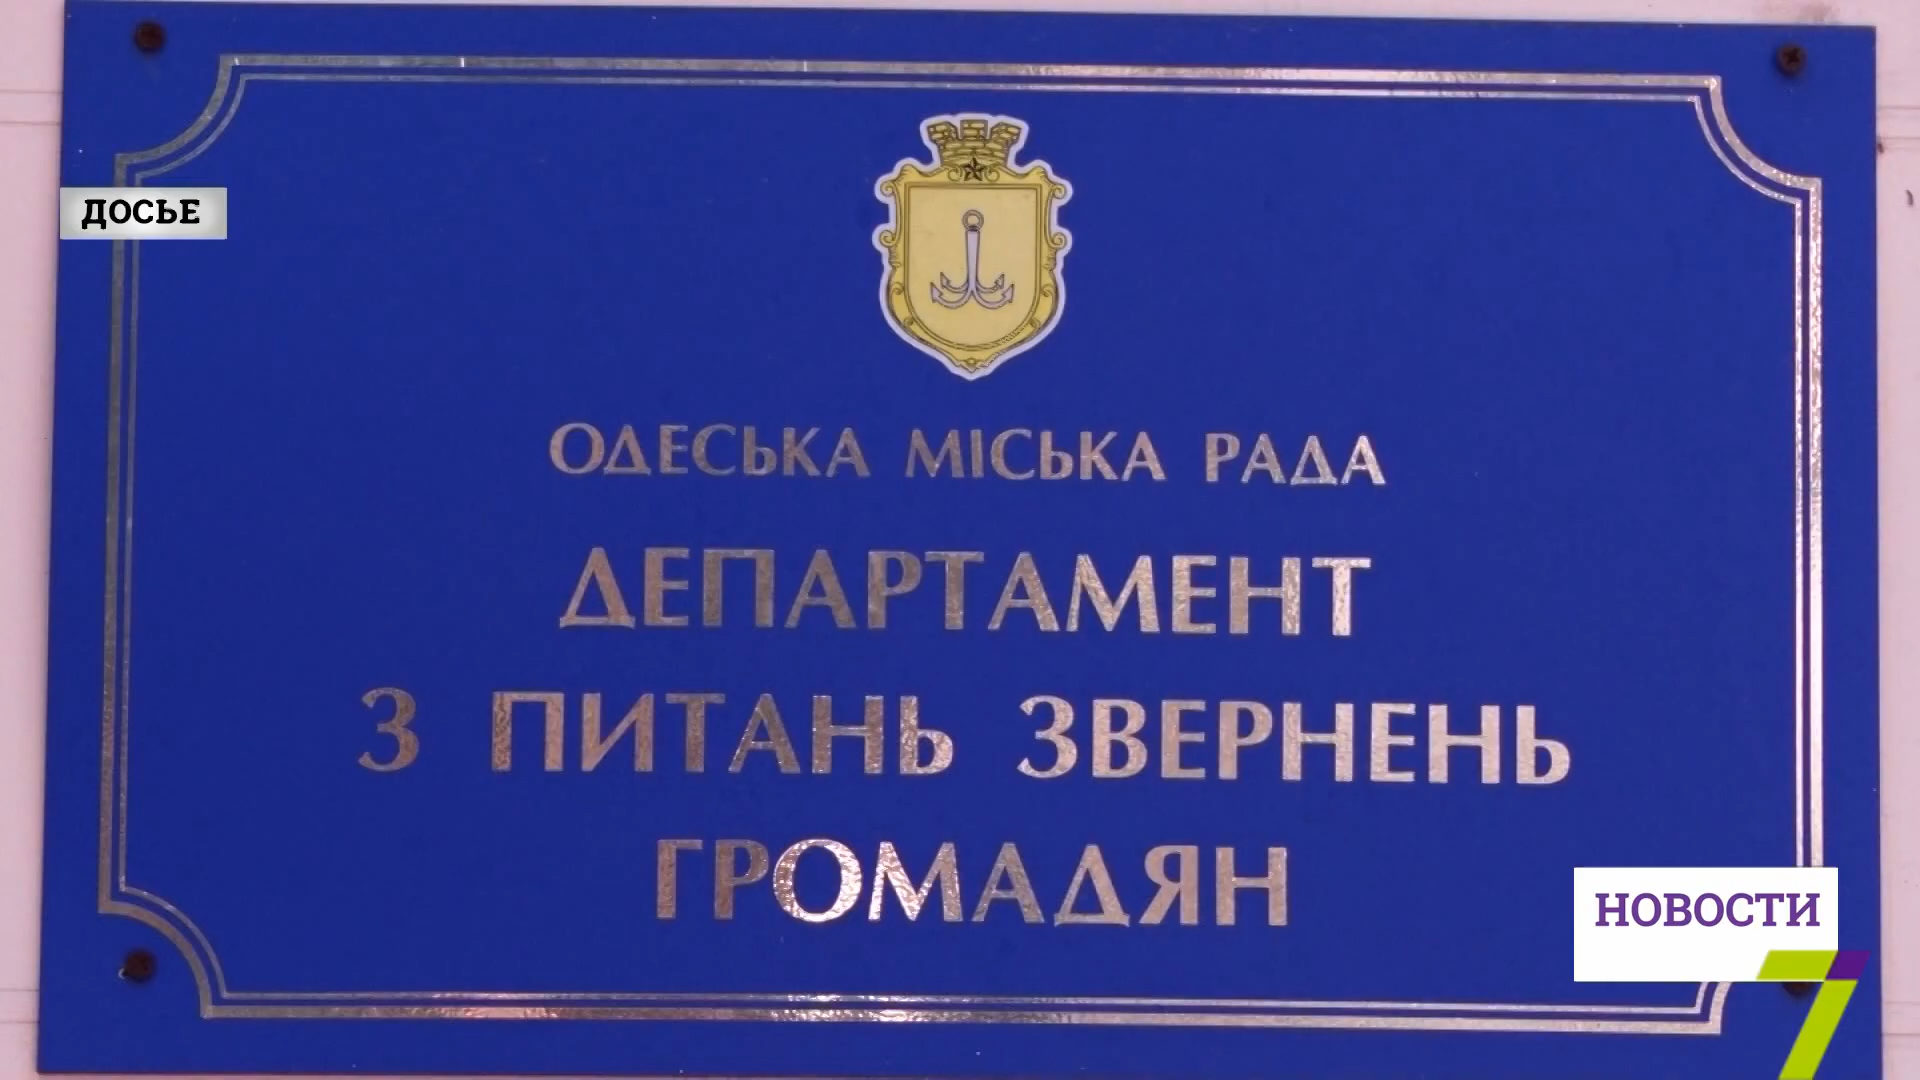 ДОСЬЕ
ОДЕСЬКА МІСЬКА РАДА
ДЕПАРТАМЕНТ
З ПИТАНЬ ЗВЕРНЕНЬ
ГРОМАДЯН
НОВОСТИ
7